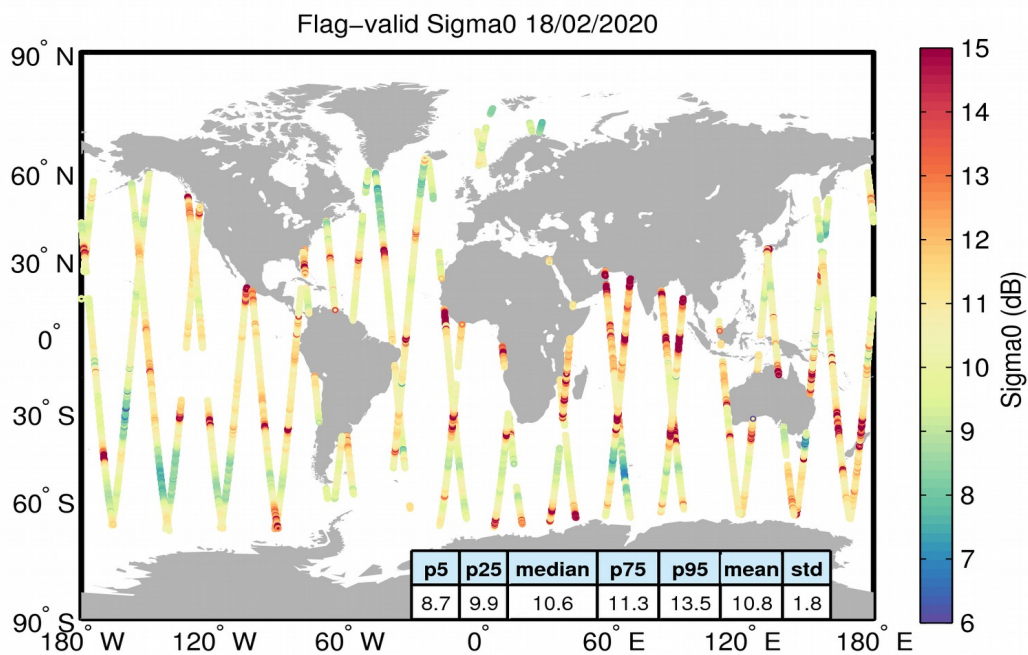 Flag−valid Sigma0 18/02/2020
90° N
60° N
30° N
0°
30° S
60° S
90° S
180° W
120° W
60° W
0°
60° E
120° E
180° E
15
14
13
12
11
10
9
8
7
6
Sigma0 (dB)
p5 p25 median p75 p95 mean std
8.7 9.9 10.6 11.3 13.5 10.8 1.8